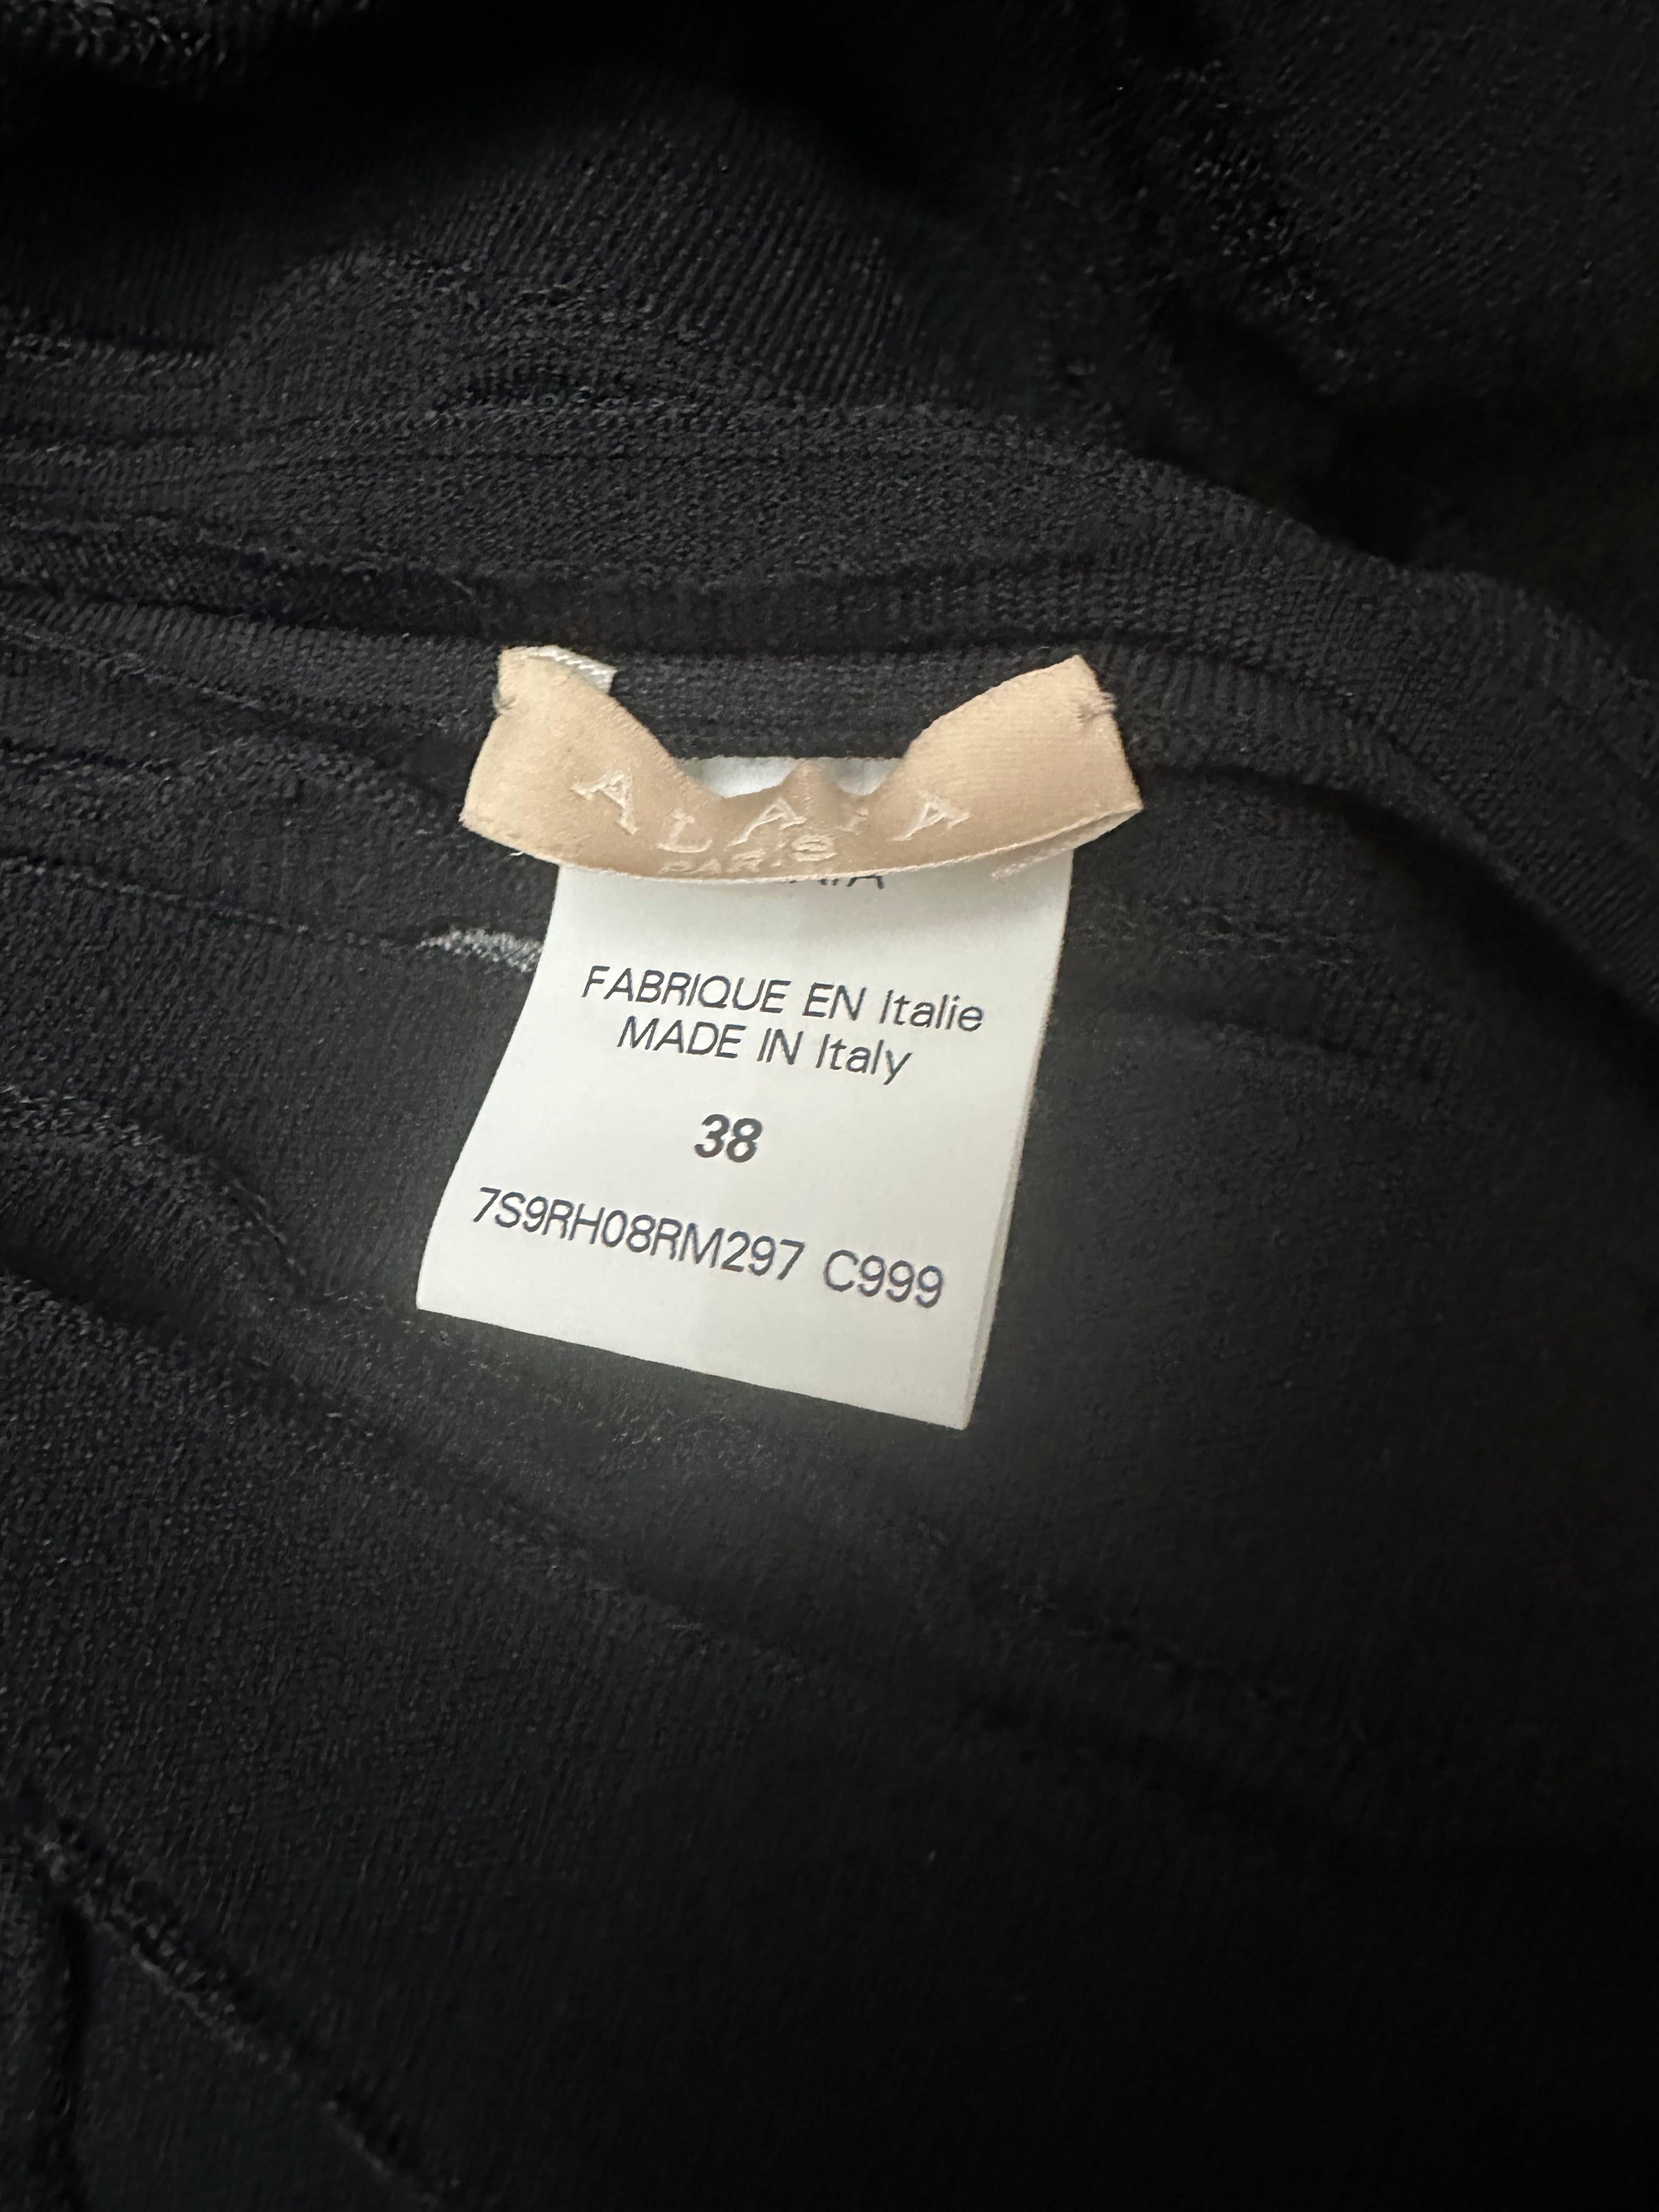 ALAÏA
PARIS
FABRIQUE EN Italie
MADE IN Italy
38
7S9RH08RM297 C999